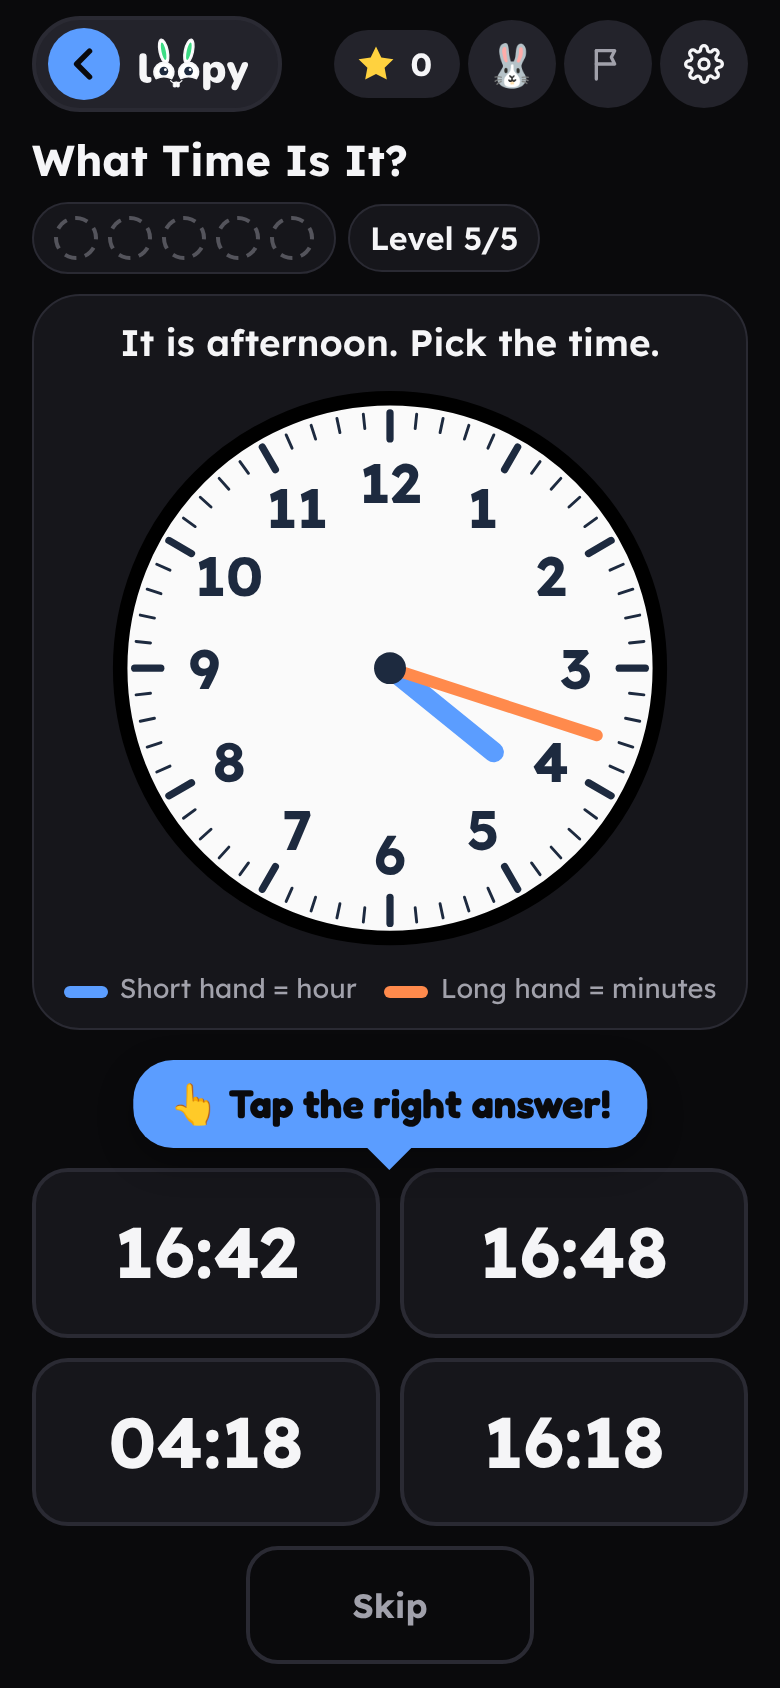 loopy
0
What Time Is It?
Level 5/5
It is afternoon. Pick the time.
12
11
1
10
2
9
3
8
4
7
5
6
Short hand = hour
Long hand = minutes
👆 Tap the right answer!
16:42
16:48
04:18
16:18
Skip